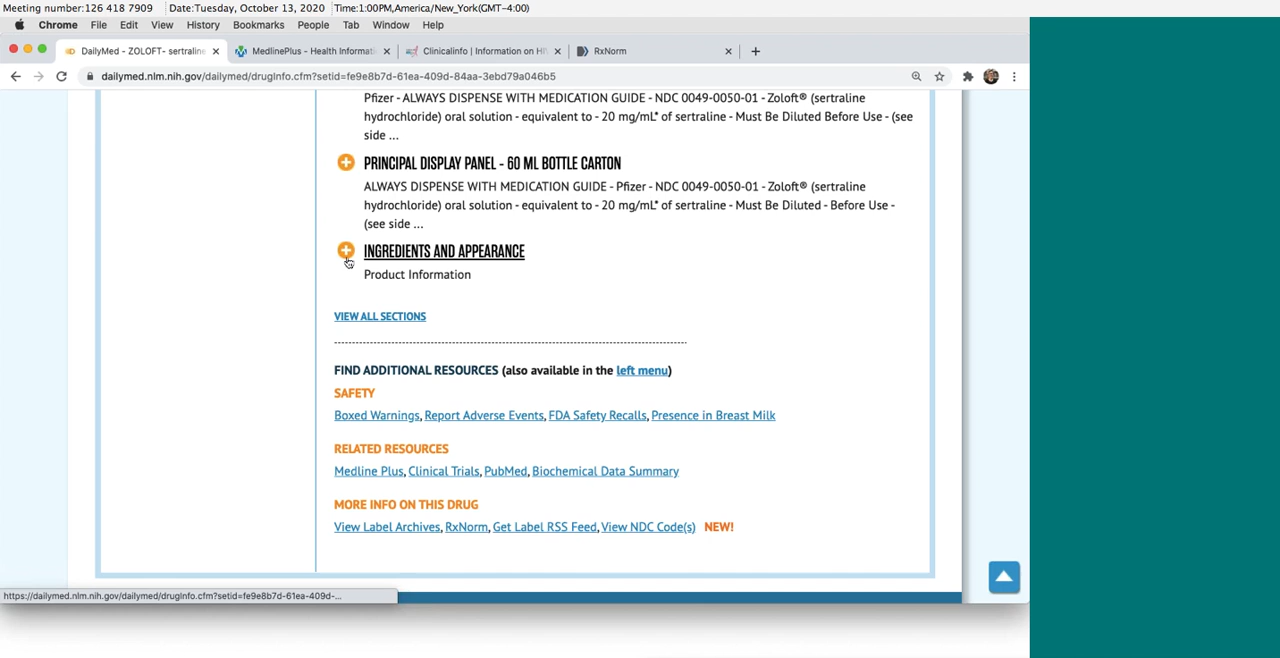 Meeting number:126 418 7909 Date:Tuesday, October 13, 2020 Time:1:00PM,America/New_York(GMT-4:00)
Chrome File Edit View History Bookmarks People Tab Window Help
DailyMed - ZOLOFT- sertraline MedlinePlus - Health Informati Clinicalinfo | Information on HI RxNorm
dailymed.nlm.nih.gov/dailymed/drugInfo.cfm?setid=fe9e8b7d-61ea-409d-84aa-3ebd79a046b5
Pfizer - ALWAYS DISPENSE WITH MEDICATION GUIDE - NDC 0049-0050-01 - Zoloft® (sertraline
hydrochloride) oral solution - equivalent to - 20 mg/mL* of sertraline - Must Be Diluted Before Use - (see
side ...
PRINCIPAL DISPLAY PANEL - 60 ML BOTTLE CARTON
ALWAYS DISPENSE WITH MEDICATION GUIDE - Pfizer - NDC 0049-0050-01 - Zoloft® (sertraline
hydrochloride) oral solution - equivalent to - 20 mg/mL* of sertraline - Must Be Diluted - Before Use -
(see side ...
INGREDIENTS AND APPEARANCE
Product Information
VIEW ALL SECTIONS
FIND ADDITIONAL RESOURCES (also available in the left menu)
SAFETY
Boxed Warnings, Report Adverse Events, FDA Safety Recalls, Presence in Breast Milk
RELATED RESOURCES
Medline Plus, Clinical Trials, PubMed, Biochemical Data Summary
MORE INFO ON THIS DRUG
View Label Archives, RxNorm, Get Label RSS Feed, View NDC Code(s) NEW!
https://dailymed.nlm.nih.gov/dailymed/drugInfo.cfm?setid=fe9e8b7d-61ea-409d-...